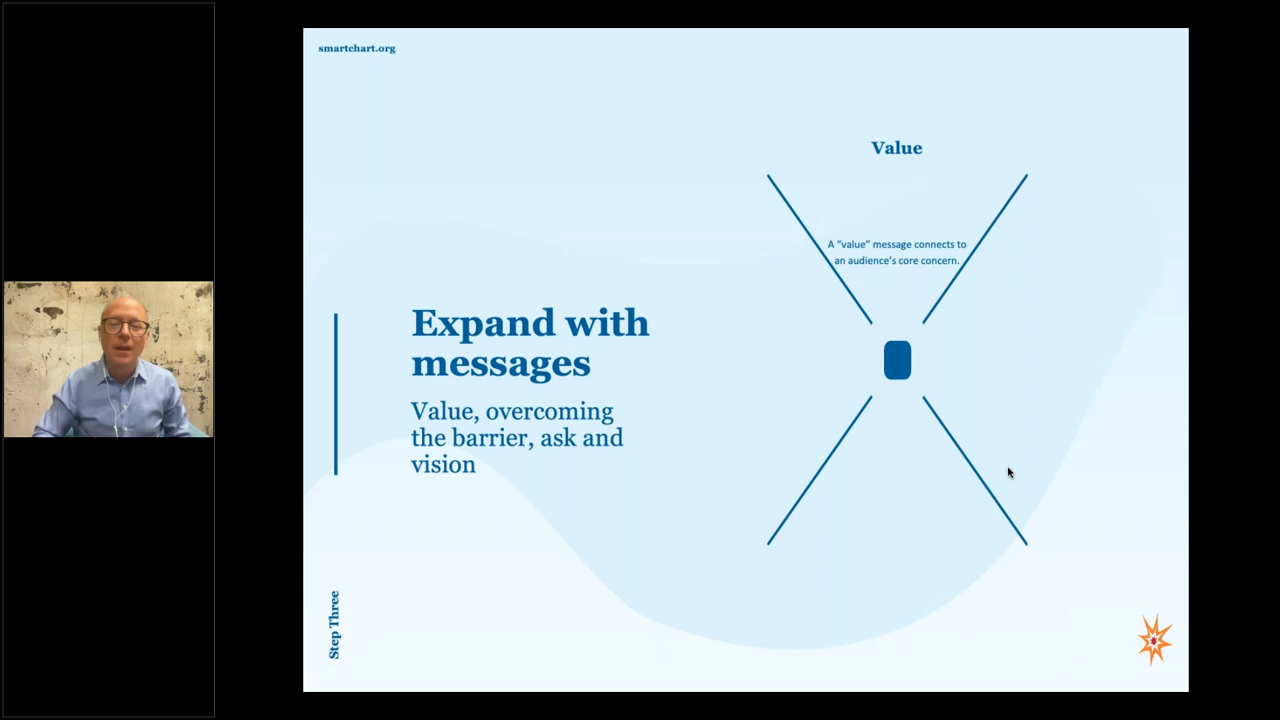 smartchart.org
Value
A “value” message connects to
an audience’s core concern.
Expand with
messages
Value, overcoming
the barrier, ask and
vision
Step Three